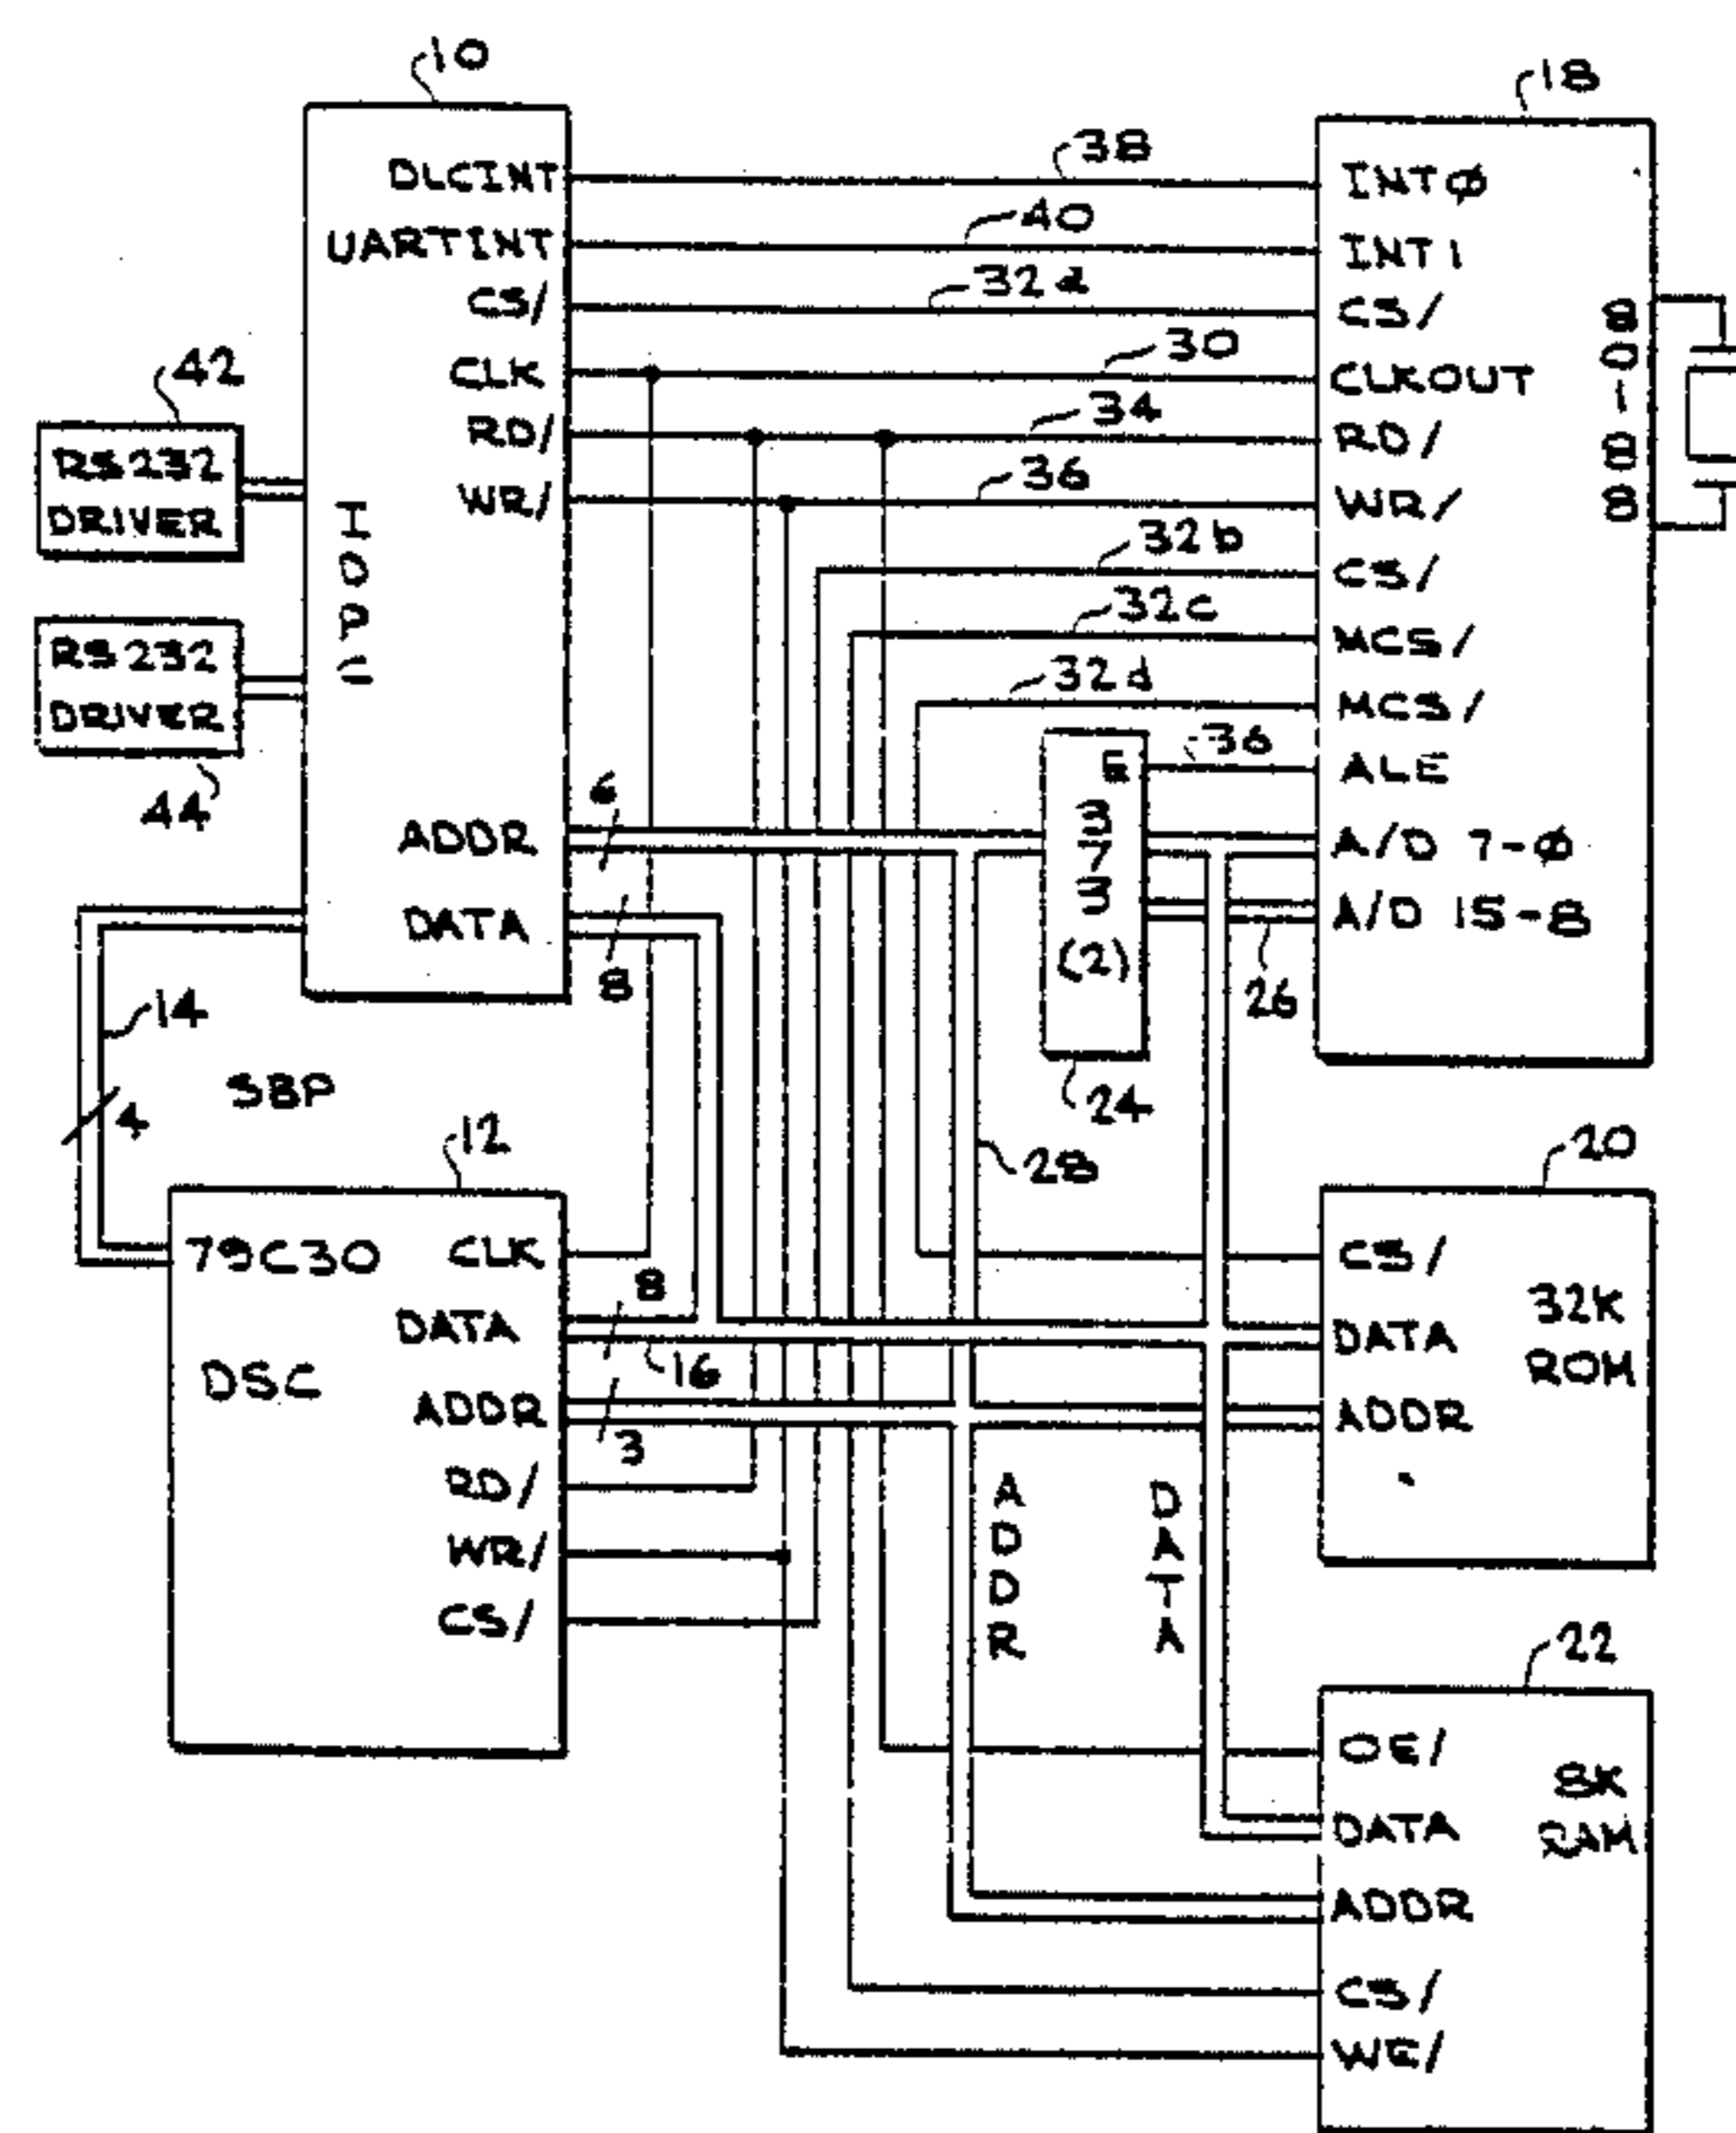 10
DLCINT
UARTINT
CS/
CLK
RD/
WR/
IDPC
ADDR
DATA
38
40
32a
30
34
36
32b
32c
32d
36
18
INTφ
INT1
CS/
CLKOUT
RD/
WR/
CS/
MCS/
MCS/
ALE
A/D 7-φ
A/D 15-8
80-188
42
RS232
DRIVER
RS232
DRIVER
44
6
8
E
373
(2)
24
26
28
14
4
SBP
12
79C30
DSC
CLK
DATA
ADDR
RD/
WR/
CS/
8
16
3
ADDR
DATA
20
CS/
DATA
ADDR
32K
ROM
22
OE/
DATA
ADDR
CS/
WE/
8K
RAM